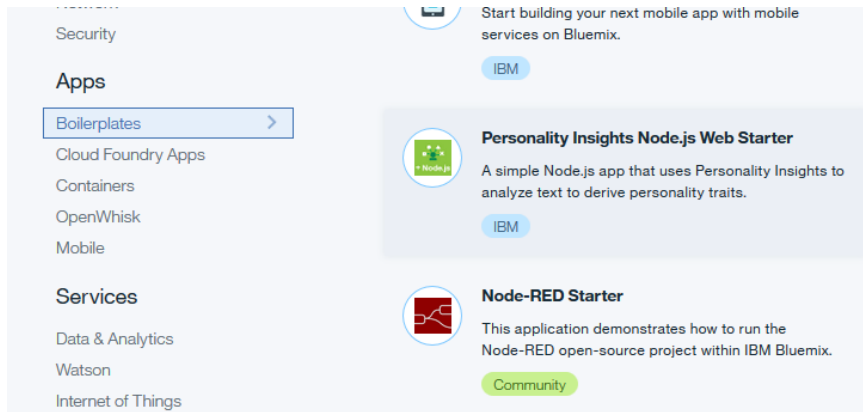 Network
Security
Apps
Boilerplates
Cloud Foundry Apps
Containers
OpenWhisk
Mobile
Services
Data & Analytics
Watson
Internet of Things
Start building your next mobile app with mobile
services on Bluemix.
IBM
Personality Insights Node.js Web Starter
A simple Node.js app that uses Personality Insights to
analyze text to derive personality traits.
IBM
Node.js
Node-RED Starter
This application demonstrates how to run the
Node-RED open-source project within IBM Bluemix.
Community